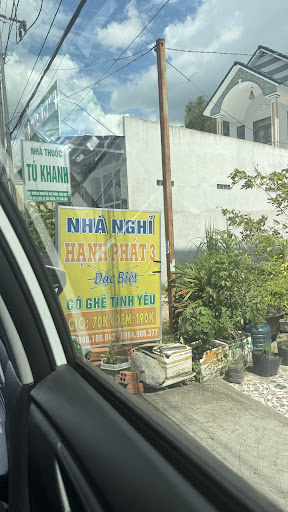 NHÀ THUỐC
TÚ KHANH
NHÀ NGHỈ
HẠNH PHÁT 3
Đặc Biệt
CÓ GHẾ TÌNH YÊU
GIỜ: 70K - ĐÊM: 190K